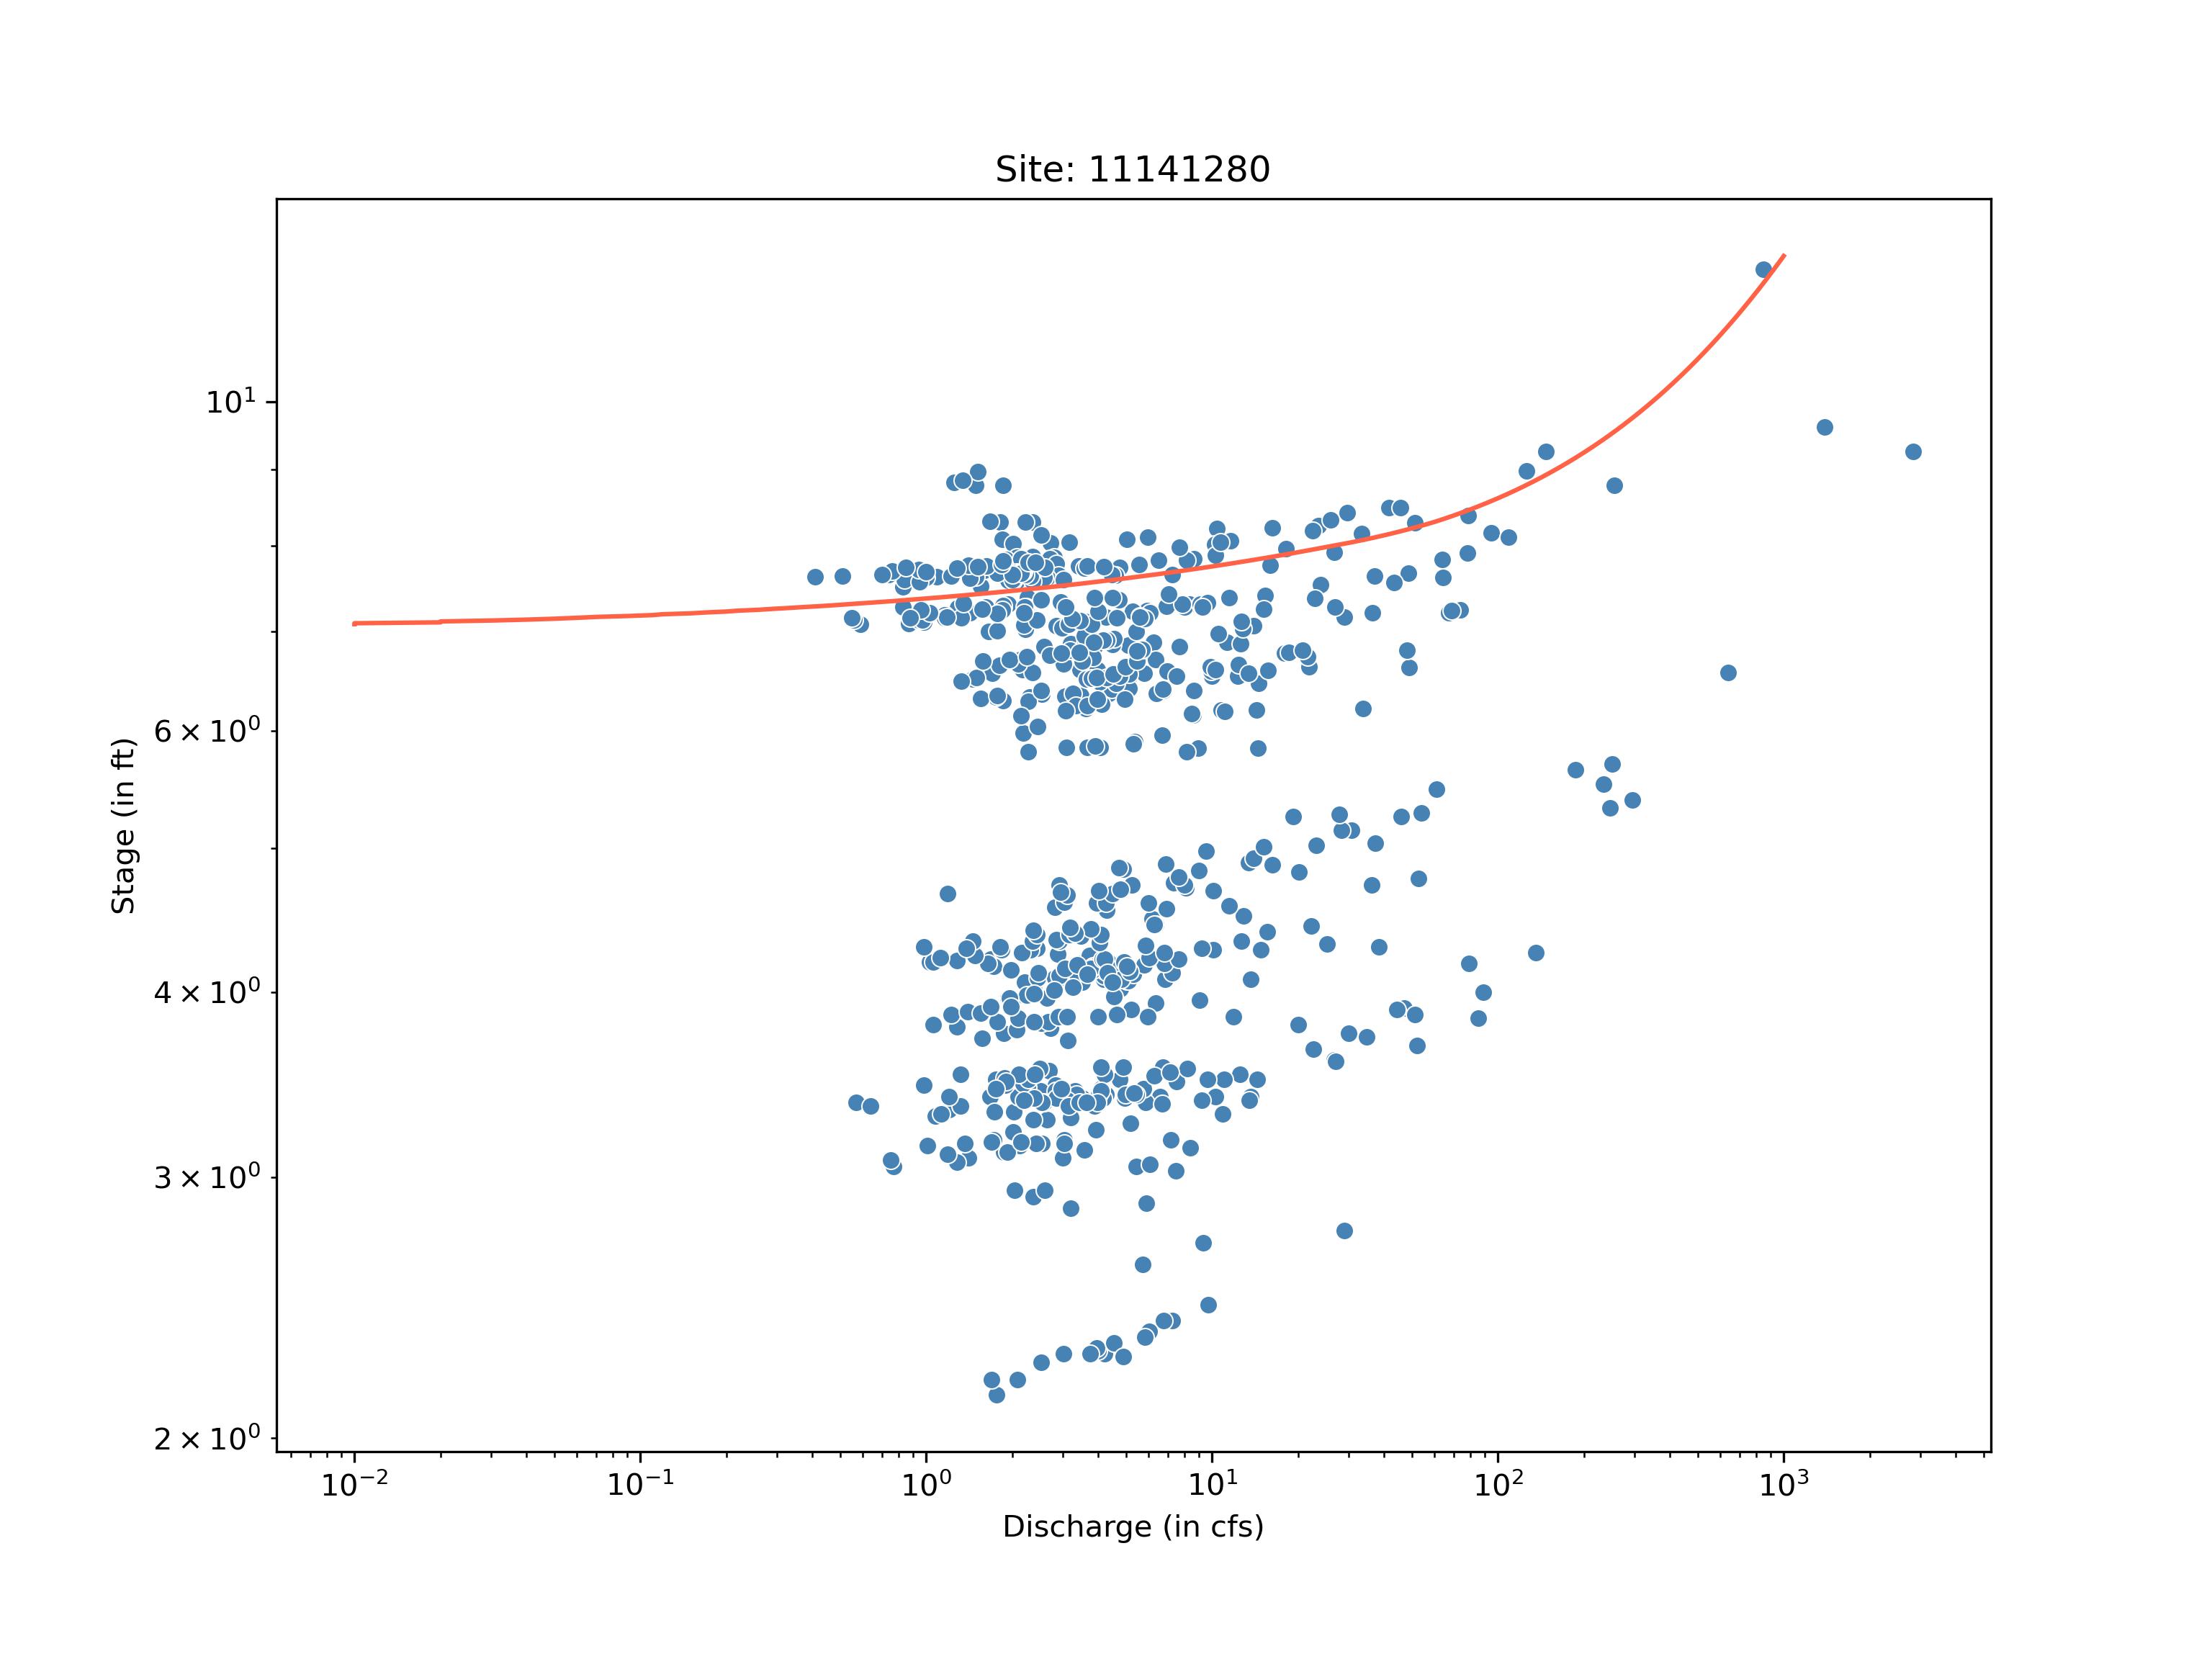 Site: 11141280
Stage (in ft)
10¹
6 × 10⁰
4 × 10⁰
3 × 10⁰
2 × 10⁰
10⁻² 10⁻¹ 10⁰ 10¹ 10² 10³
Discharge (in cfs)